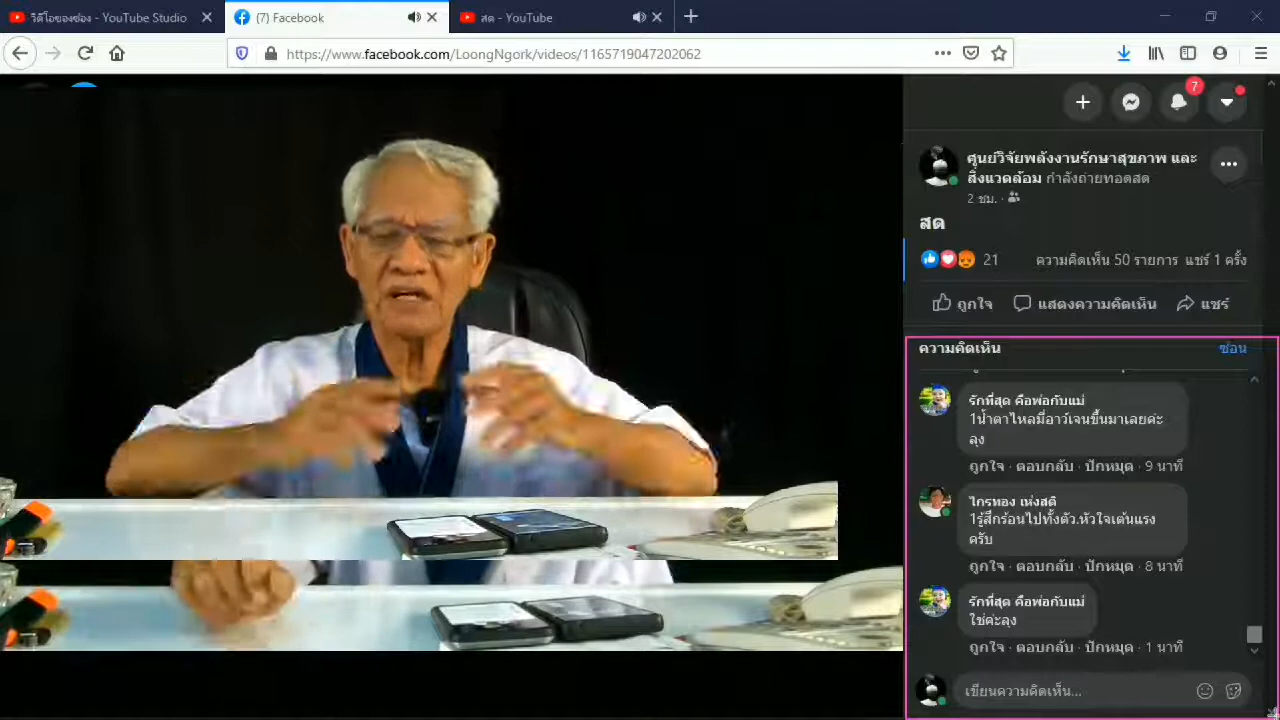 วิดีโอของช่อง - YouTube Studio
(7) Facebook
สด - YouTube
https://www.facebook.com/LoongNgork/videos/1165719047202062
7
ศูนย์วิจัยพลังงานรักษาสุขภาพ และ
สิ่งแวดล้อม กำลังถ่ายทอดสด
2 ชม.
สด
21 ความคิดเห็น 50 รายการ แชร์ 1 ครั้ง
ถูกใจ แสดงความคิดเห็น แชร์
ความคิดเห็น ซ่อน
รักที่สุด คือพ่อกับแม่
1น้ำตาไหลมี่อาว์เจนขึ้นมาเลยค่ะ
ลุง
ถูกใจ · ตอบกลับ · ปักหมุด · 9 นาที
ไกรทอง เห่งสติ
1รู้สึกร้อนไปทั้งตัว.หัวใจเต้นแรง
ครับ
ถูกใจ · ตอบกลับ · ปักหมุด · 8 นาที
รักที่สุด คือพ่อกับแม่
ใช่ค่ะลุง
ถูกใจ · ตอบกลับ · ปักหมุด · 1 นาที
เขียนความคิดเห็น...